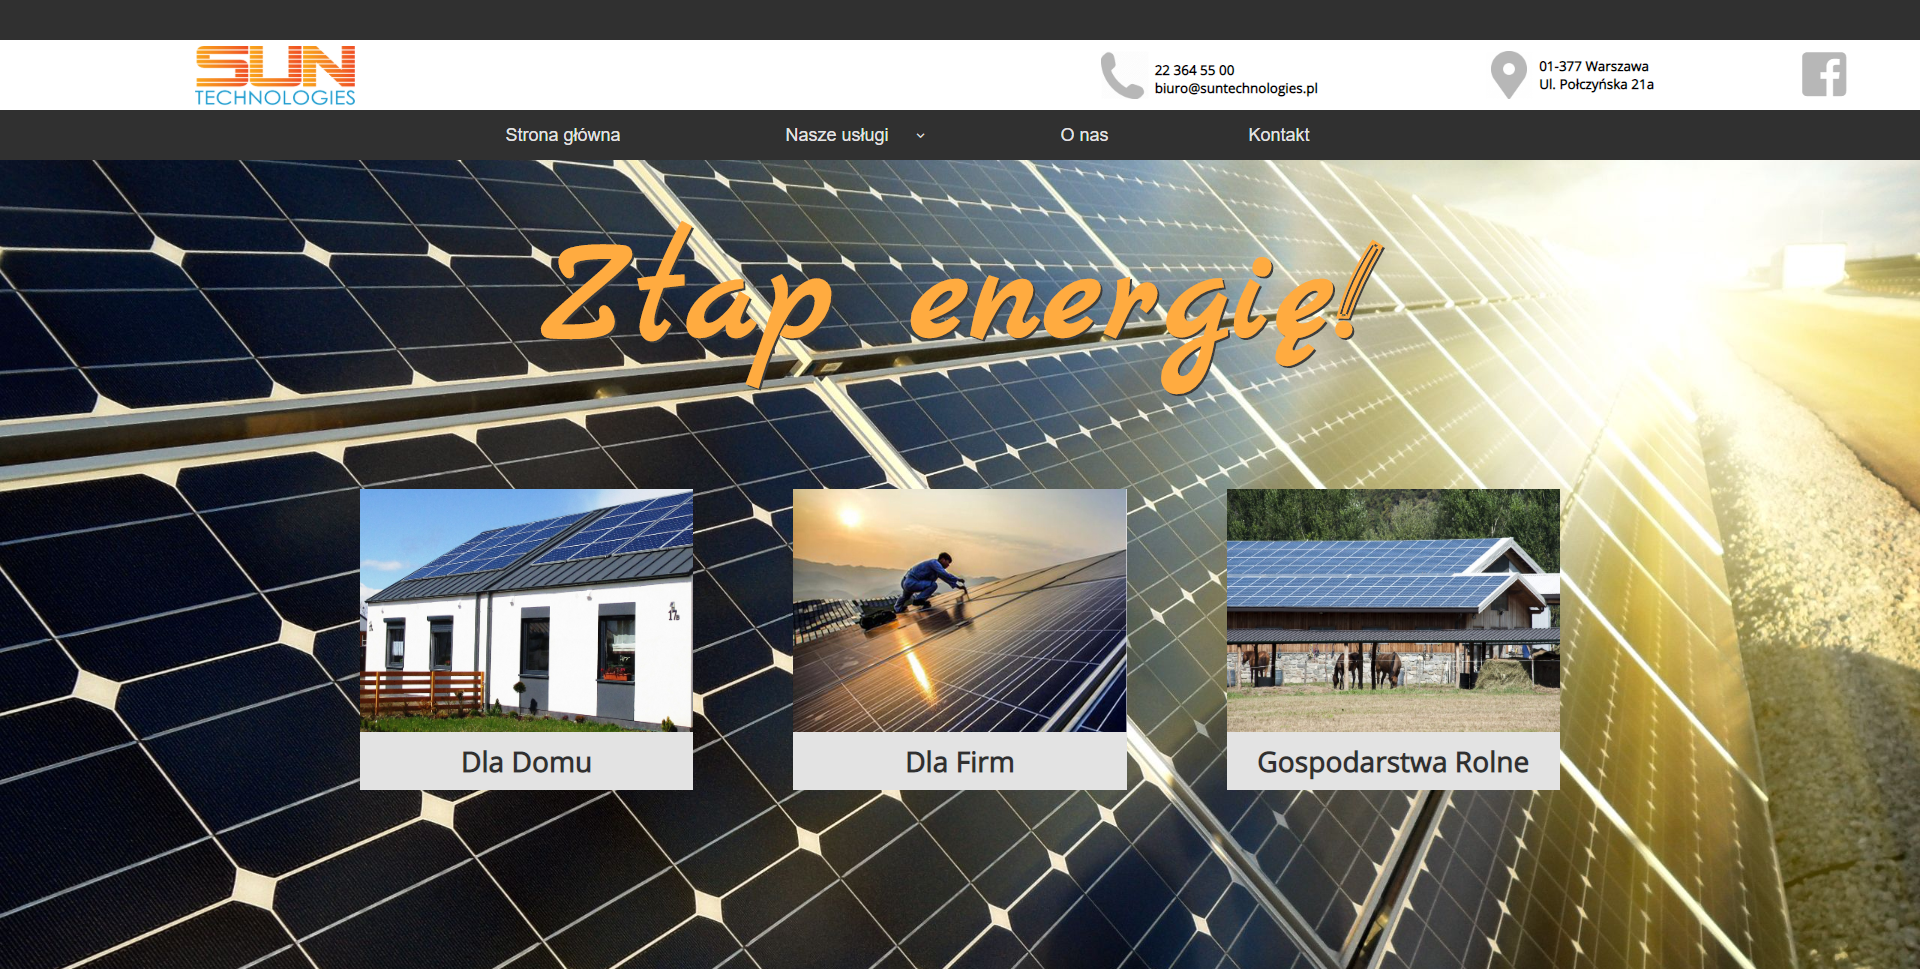 SUN
TECHNOLOGIES
22 364 55 00
biuro@suntechnologies.pl
01-377 Warszawa
Ul. Połczyńska 21a
Strona główna
Nasze usługi
O nas
Kontakt
Złap energię!
Dla Domu
Dla Firm
Gospodarstwa Rolne